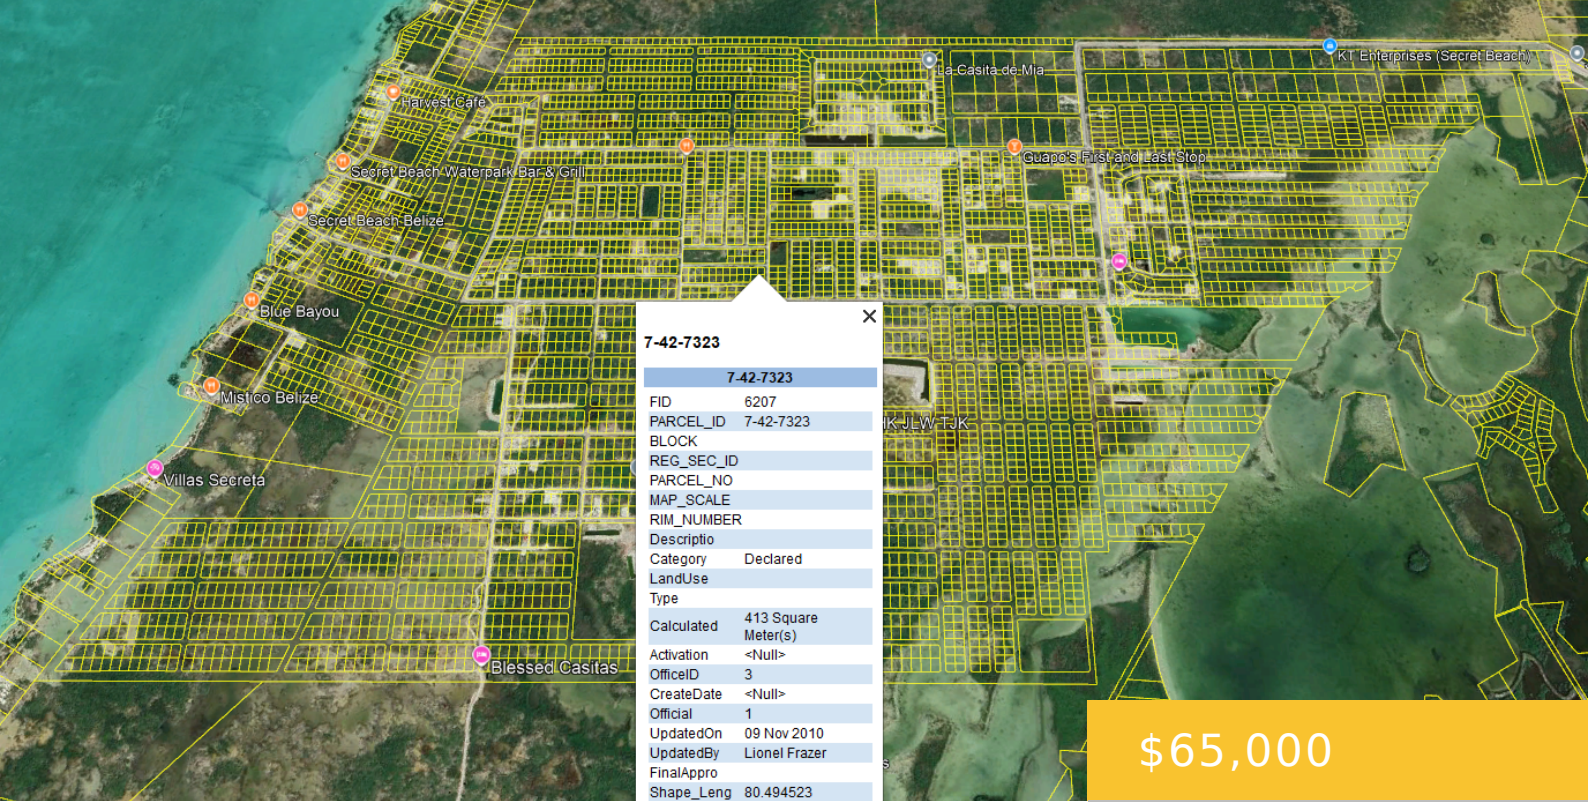 KT Enterprises (Secret Beach)
La Casita de Mia
Harvest Cafe
Guapo's First and Last Stop
Secret Beach Waterpark Bar & Grill
Secret Beach Belize
Blue Bayou
Mistico Belize
JLW TJK
Villas Secreta
Blessed Casitas
7-42-7323
7-42-7323
FID 6207
PARCEL_ID 7-42-7323
BLOCK
REG_SEC_ID
PARCEL_NO
MAP_SCALE
RIM_NUMBER
Descriptio
Category Declared
LandUse
Type
Calculated 413 Square
Meter(s)
Activation <Null>
OfficeID 3
CreateDate <Null>
Official 1
UpdatedOn 09 Nov 2010
UpdatedBy Lionel Frazer
FinalAppro
Shape_Leng 80.494523
$65,000